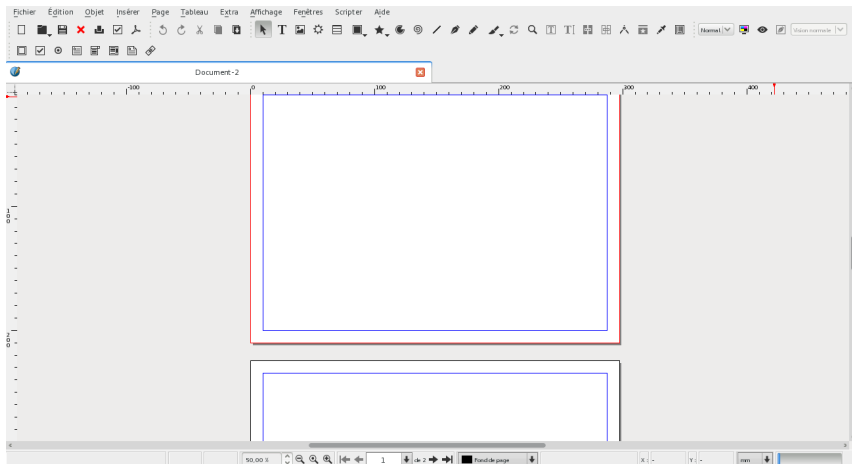 Fichier Édition Objet Insérer Page Tableau Extra Affichage Fenêtres Scripter Aide
Normal Vision normale
Document-2
-100 0 100 200 300 400
100
200
50,00 % 1 de 2 Fond de page X : - Y : - mm